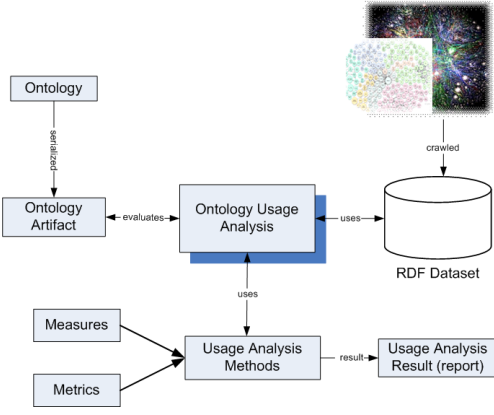 Ontology
serialized
crawled
Ontology
Artifact
evaluates
Ontology Usage
Analysis
uses
RDF Dataset
uses
Measures
Metrics
Usage Analysis
Methods
result
Usage Analysis
Result (report)